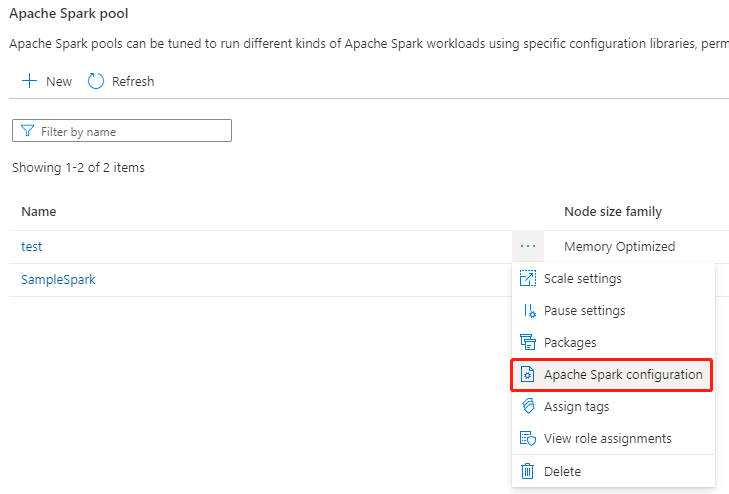 Apache Spark pool
Apache Spark pools can be tuned to run different kinds of Apache Spark workloads using specific configuration libraries, perm
New Refresh
Filter by name
Showing 1-2 of 2 items
Name Node size family
test ... Memory Optimized
SampleSpark
Scale settings
Pause settings
Packages
Apache Spark configuration
Assign tags
View role assignments
Delete